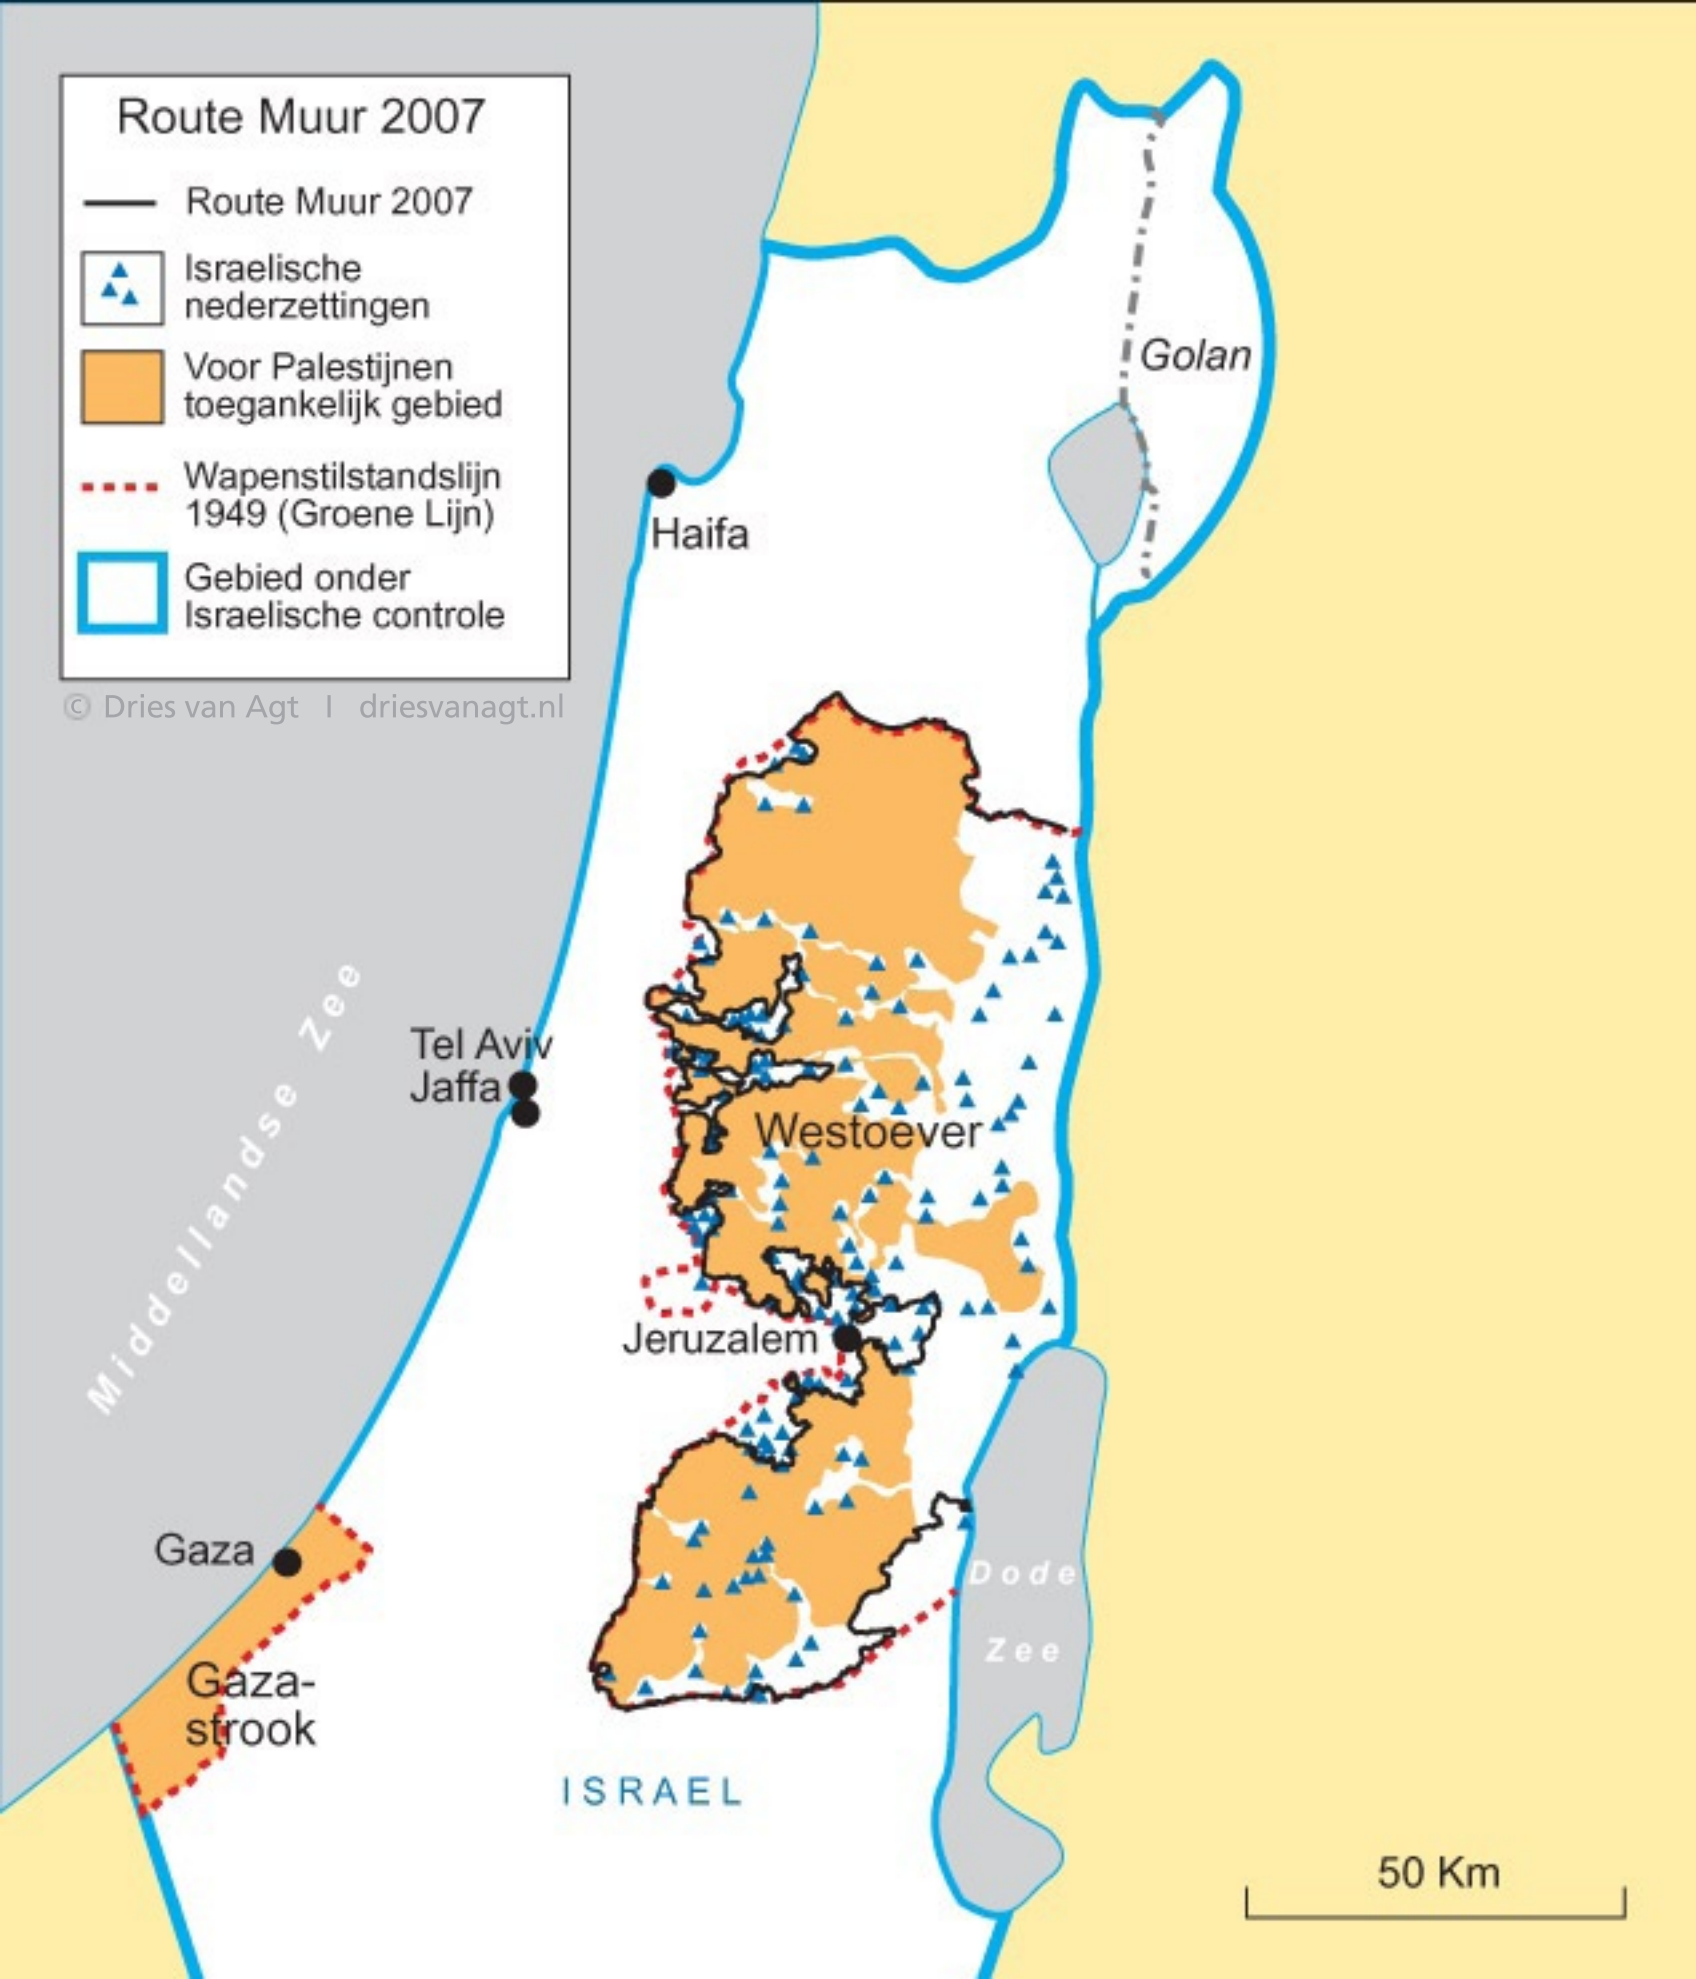 Route Muur 2007
Route Muur 2007
Israelische
nederzettingen
Voor Palestijnen
toegankelijk gebied
Wapenstilstandslijn
1949 (Groene Lijn)
Gebied onder
Israelische controle
© Dries van Agt I driesvanagt.nl
Golan
Haifa
Middellandse Zee
Tel Aviv
Jaffa
Westoever
Jeruzalem
Gaza
Dode
Zee
Gaza-
strook
ISRAEL
50 Km